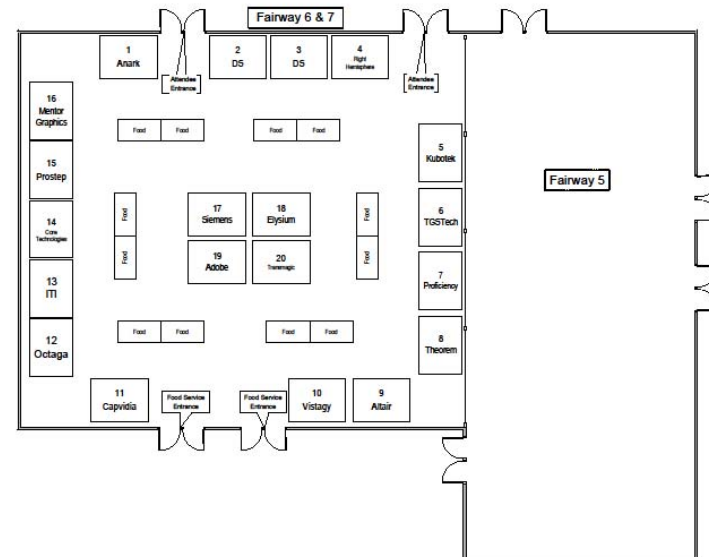 Fairway 6 & 7
1
Anark
2
DS
3
DS
4
Right
Hemisphere
Attendee
Entrance
Attendee
Entrance
16
Mentor
Graphics
Food
Food
Food
Food
5
Kubotek
15
Prostep
Fairway 5
14
Core
Technologies
Food
17
Siemens
18
Elysium
Food
6
TGSTech
Food
19
Adobe
20
Transmagic
Food
7
Proficiency
13
ITI
12
Octaga
Food
Food
Food
Food
8
Theorem
11
Capvidia
Food Service
Entrance
Food Service
Entrance
10
Vistagy
9
Altair